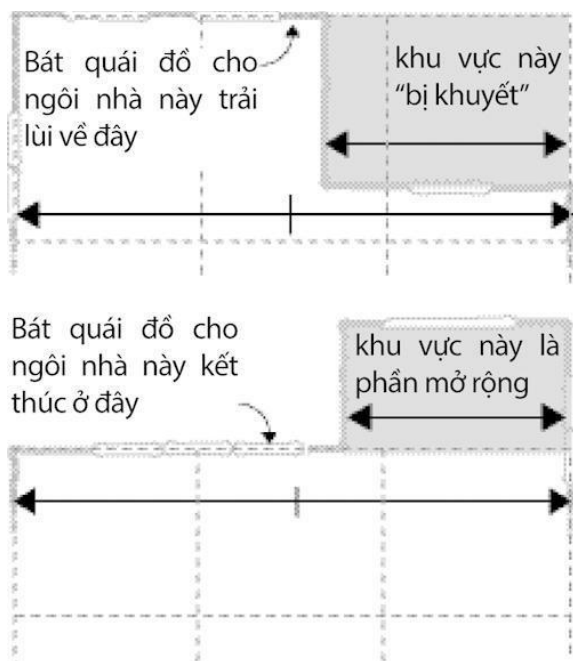 Bát quái đồ cho
ngôi nhà này trải
lùi về đây
khu vực này
“bị khuyết”
Bát quái đồ cho
ngôi nhà này kết
thúc ở đây
khu vực này là
phần mở rộng